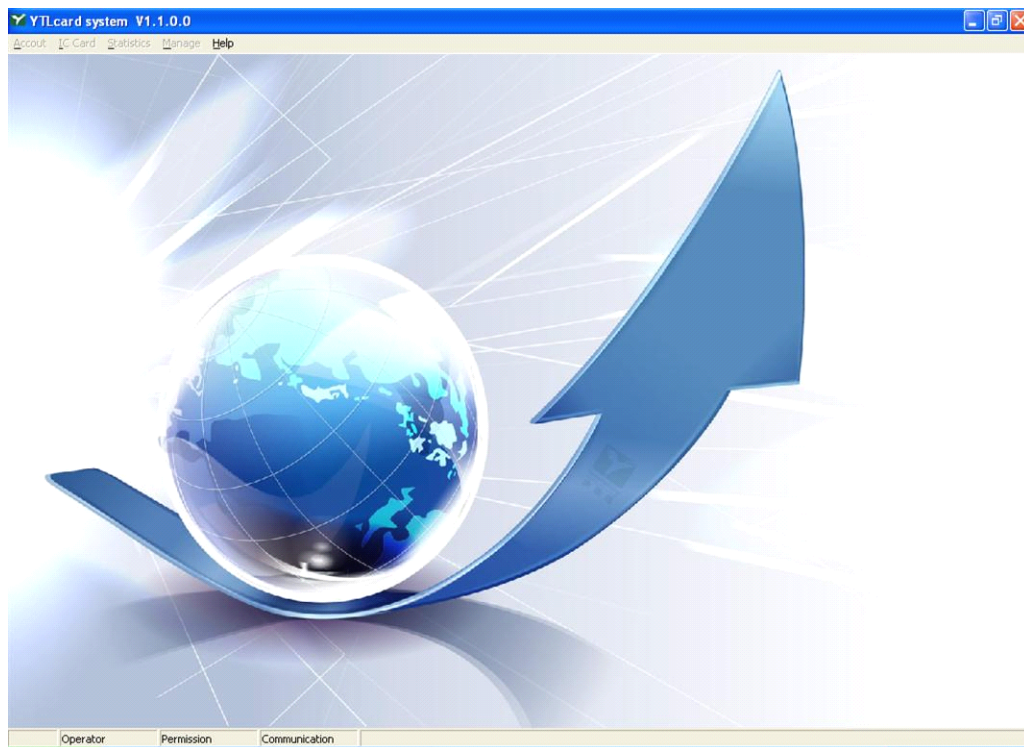 YTLcard system V1.1.0.0
Accout IC Card Statistics Manage Help
Operator Permission Communication